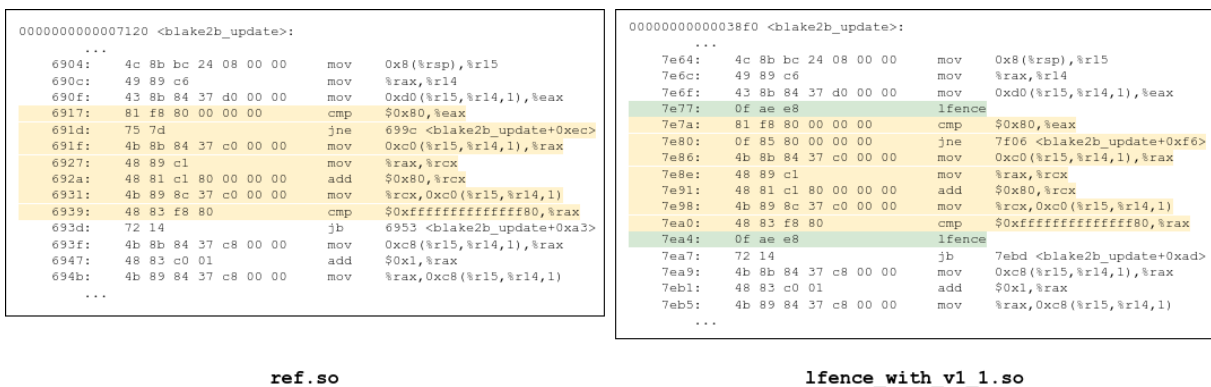 0000000000007120 <blake2b_update>:
...
6904: 4c 8b bc 24 08 00 00 mov 0x8(%rsp),%r15
690c: 49 89 c6 mov %rax,%r14
690f: 43 8b 84 37 d0 00 00 mov 0xd0(%r15,%r14,1),%eax
6917: 81 f8 80 00 00 00 cmp $0x80,%eax
691d: 75 7d jne 699c <blake2b_update+0xec>
691f: 4b 8b 84 37 c0 00 00 mov 0xc0(%r15,%r14,1),%rax
6927: 48 89 c1 mov %rax,%rcx
692a: 48 81 c1 80 00 00 00 add $0x80,%rcx
6931: 4b 89 8c 37 c0 00 00 mov %rcx,0xc0(%r15,%r14,1)
6939: 48 83 f8 80 cmp $0xffffffffffffff80,%rax
693d: 72 14 jb 6953 <blake2b_update+0xa3>
693f: 4b 8b 84 37 c8 00 00 mov 0xc8(%r15,%r14,1),%rax
6947: 48 83 c0 01 add $0x1,%rax
694b: 4b 89 84 37 c8 00 00 mov %rax,0xc8(%r15,%r14,1)
...
ref.so
00000000000038f0 <blake2b_update>:
...
7e64: 4c 8b bc 24 08 00 00 mov 0x8(%rsp),%r15
7e6c: 49 89 c6 mov %rax,%r14
7e6f: 43 8b 84 37 d0 00 00 mov 0xd0(%r15,%r14,1),%eax
7e77: 0f ae e8 lfence
7e7a: 81 f8 80 00 00 00 cmp $0x80,%eax
7e80: 0f 85 80 00 00 00 jne 7f06 <blake2b_update+0xf6>
7e86: 4b 8b 84 37 c0 00 00 mov 0xc0(%r15,%r14,1),%rax
7e8e: 48 89 c1 mov %rax,%rcx
7e91: 48 81 c1 80 00 00 00 add $0x80,%rcx
7e98: 4b 89 8c 37 c0 00 00 mov %rcx,0xc0(%r15,%r14,1)
7ea0: 48 83 f8 80 cmp $0xffffffffffffff80,%rax
7ea4: 0f ae e8 lfence
7ea7: 72 14 jb 7ebd <blake2b_update+0xad>
7ea9: 4b 8b 84 37 c8 00 00 mov 0xc8(%r15,%r14,1),%rax
7eb1: 48 83 c0 01 add $0x1,%rax
7eb5: 4b 89 84 37 c8 00 00 mov %rax,0xc8(%r15,%r14,1)
...
lfence_with_v1_1.so